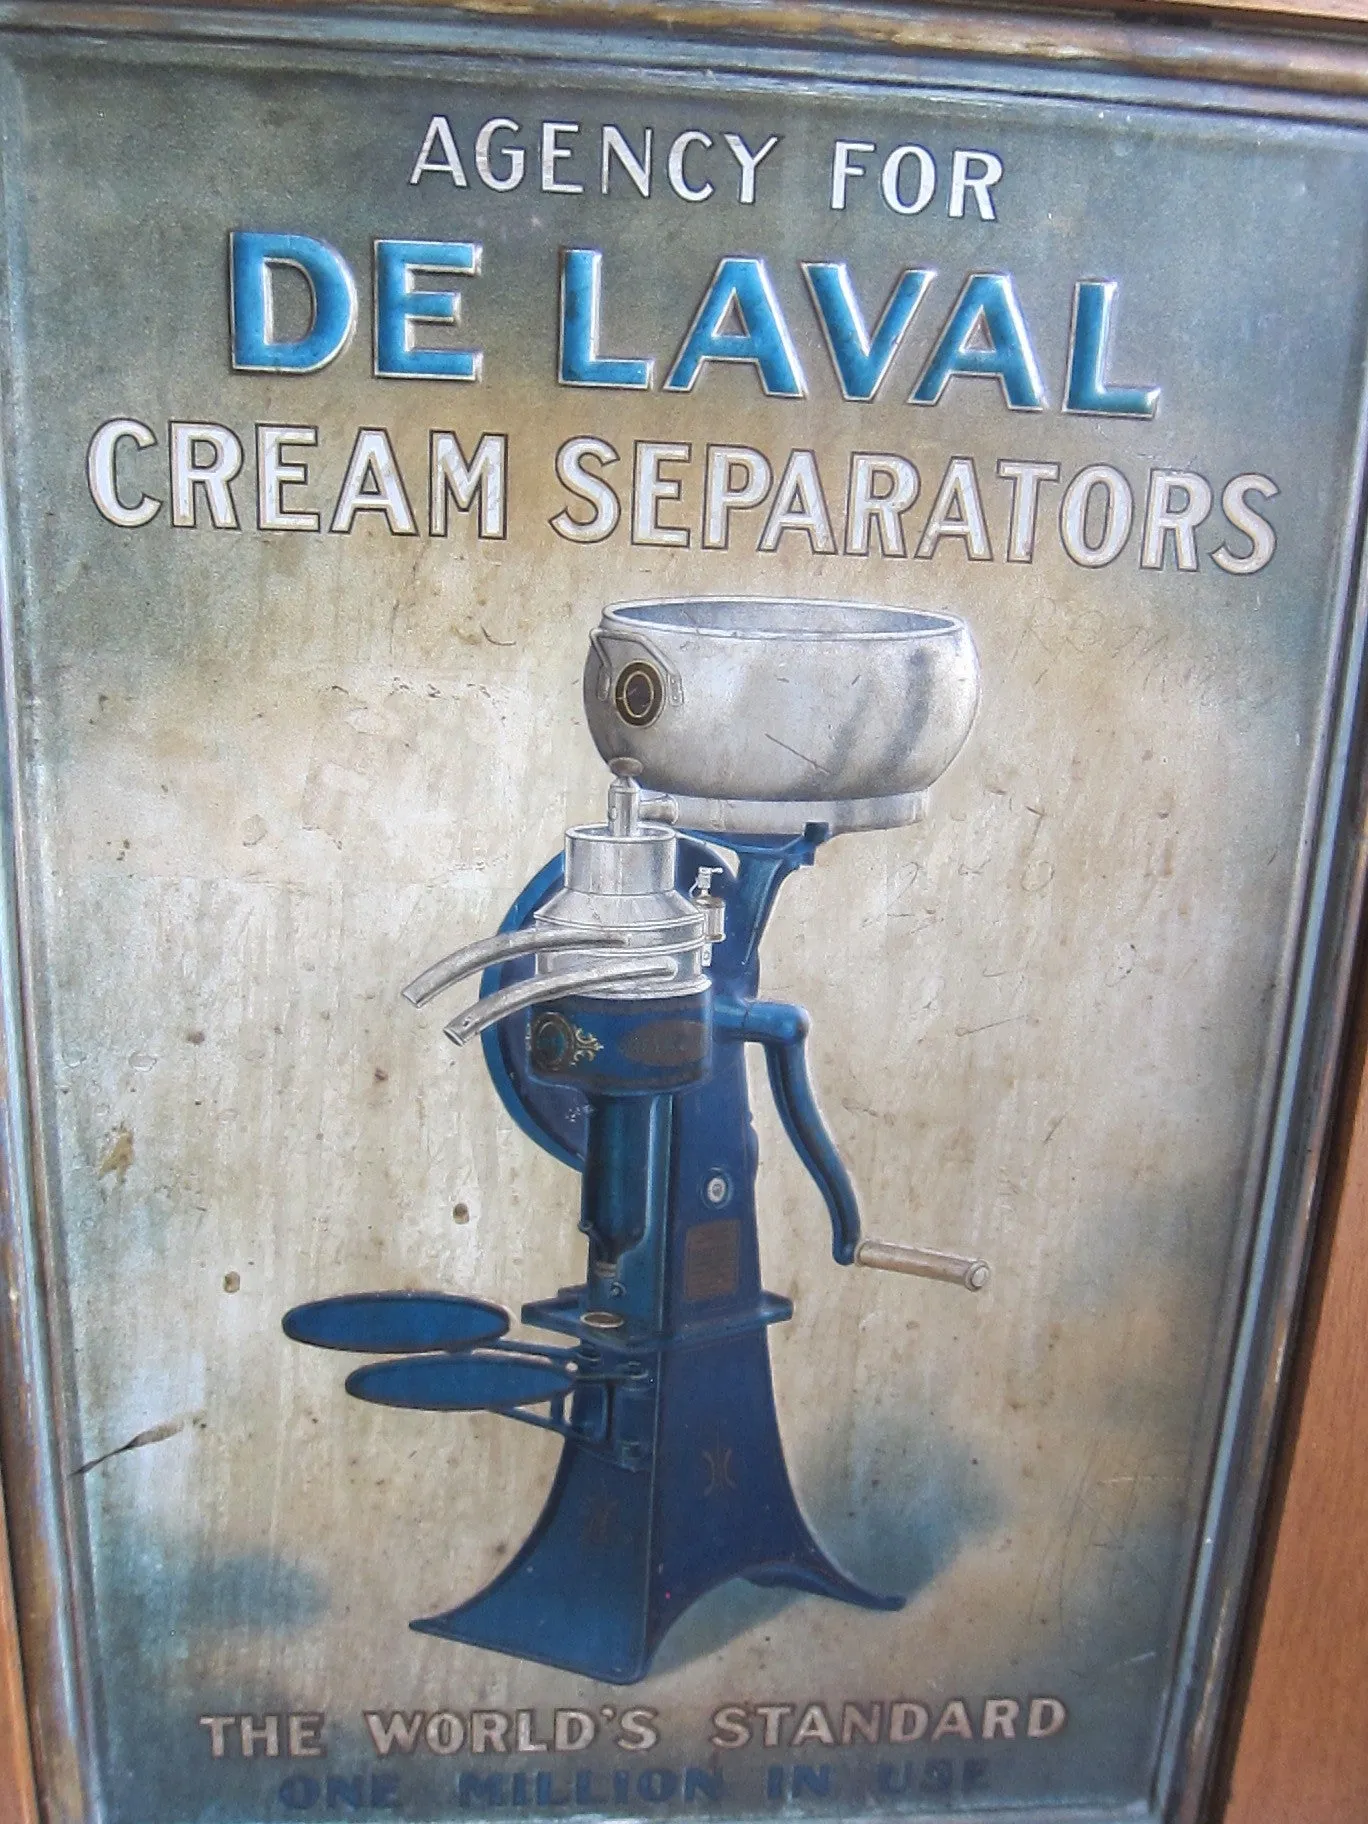 AGENCY FOR
DE LAVAL
CREAM SEPARATORS
THE WORLD'S STANDARD
ONE MILLION IN USE